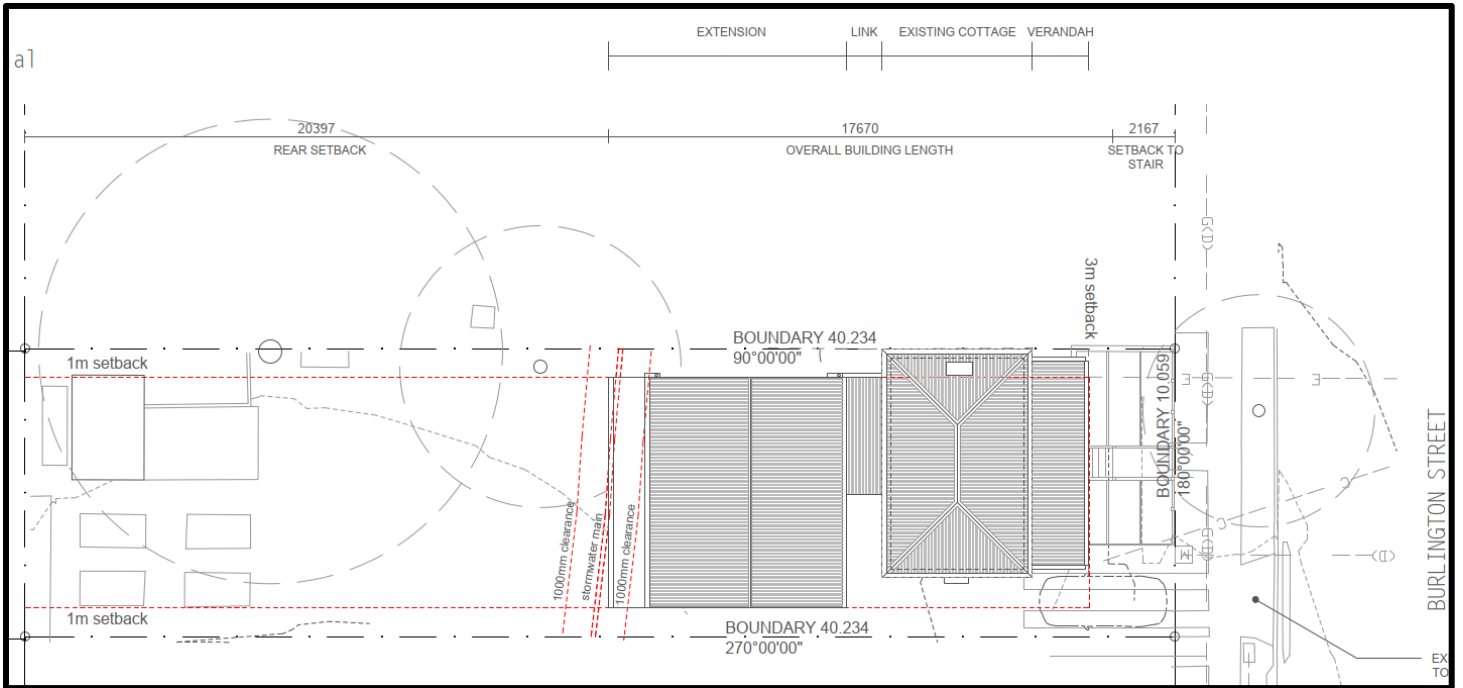 EXTENSION
LINK
EXISTING COTTAGE
VERANDAH
al
20397
17670
2167
REAR SETBACK
OVERALL BUILDING LENGTH
SETBACK TO
STAIR
G(D)
3m setback
BOUNDARY 40.234
90°00'00"
1m setback
BOUNDARY 10.059
180°00'00"
G(D)
E
E
BURLINGTON STREET
1000mm clearance
stormwater main
1000mm clearance
C
C
G(D)
M
(D)
1m setback
BOUNDARY 40.234
270°00'00"
EX
TO